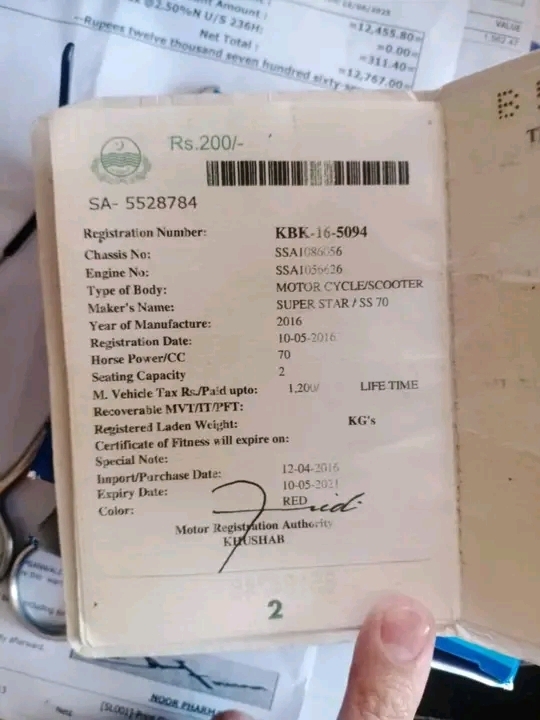 12,455.80=
@2.50%N U/S 236H: =0.00=
=311.40=
Net Total : =12,767.00=
--Rupees twelve thousand seven hundred
VALUE
Rs.200/-
SA- 5528784
Registration Number: KBK-16-5094
Chassis No: SSA1086056
Engine No: SSA1056626
Type of Body: MOTOR CYCLE/SCOOTER
Maker's Name: SUPER STAR / SS 70
Year of Manufacture: 2016
Registration Date: 10-05-2016
Horse Power/CC 70
Seating Capacity 2
M. Vehicle Tax Rs./Paid upto: 1,200/ LIFE TIME
Recoverable MVT/IT/PFT:
Registered Laden Weight: KG's
Certificate of Fitness will expire on:
Special Note:
Import/Purchase Date: 12-04-2016
Expiry Date: 10-05-2021
Color: RED
Motor Registration Authority
KHUSHAB
2
NOOR PHARM